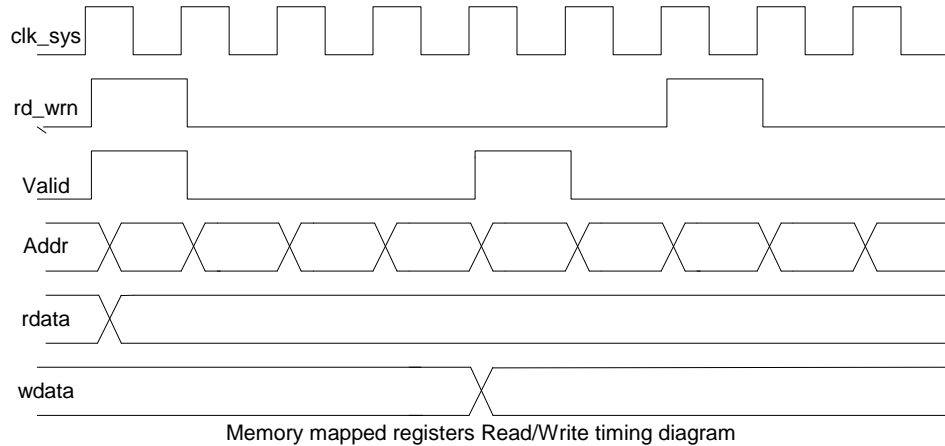 clk_sys
rd_wrn
Valid
Addr
rdata
wdata
Memory mapped registers Read/Write timing diagram